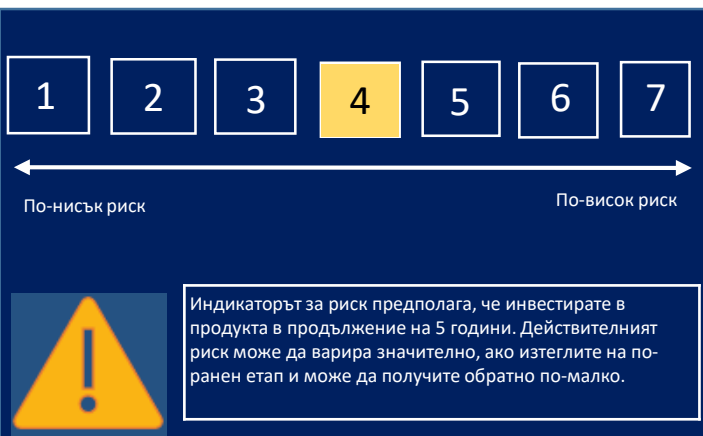 1 2 3 4 5 6 7
По-нисък риск По-висок риск
Индикаторът за риск предполага, че инвестирате в
продукта в продължение на 5 години. Действителният
риск може да варира значително, ако изтеглите на по-
ранен етап и може да получите обратно по-малко.